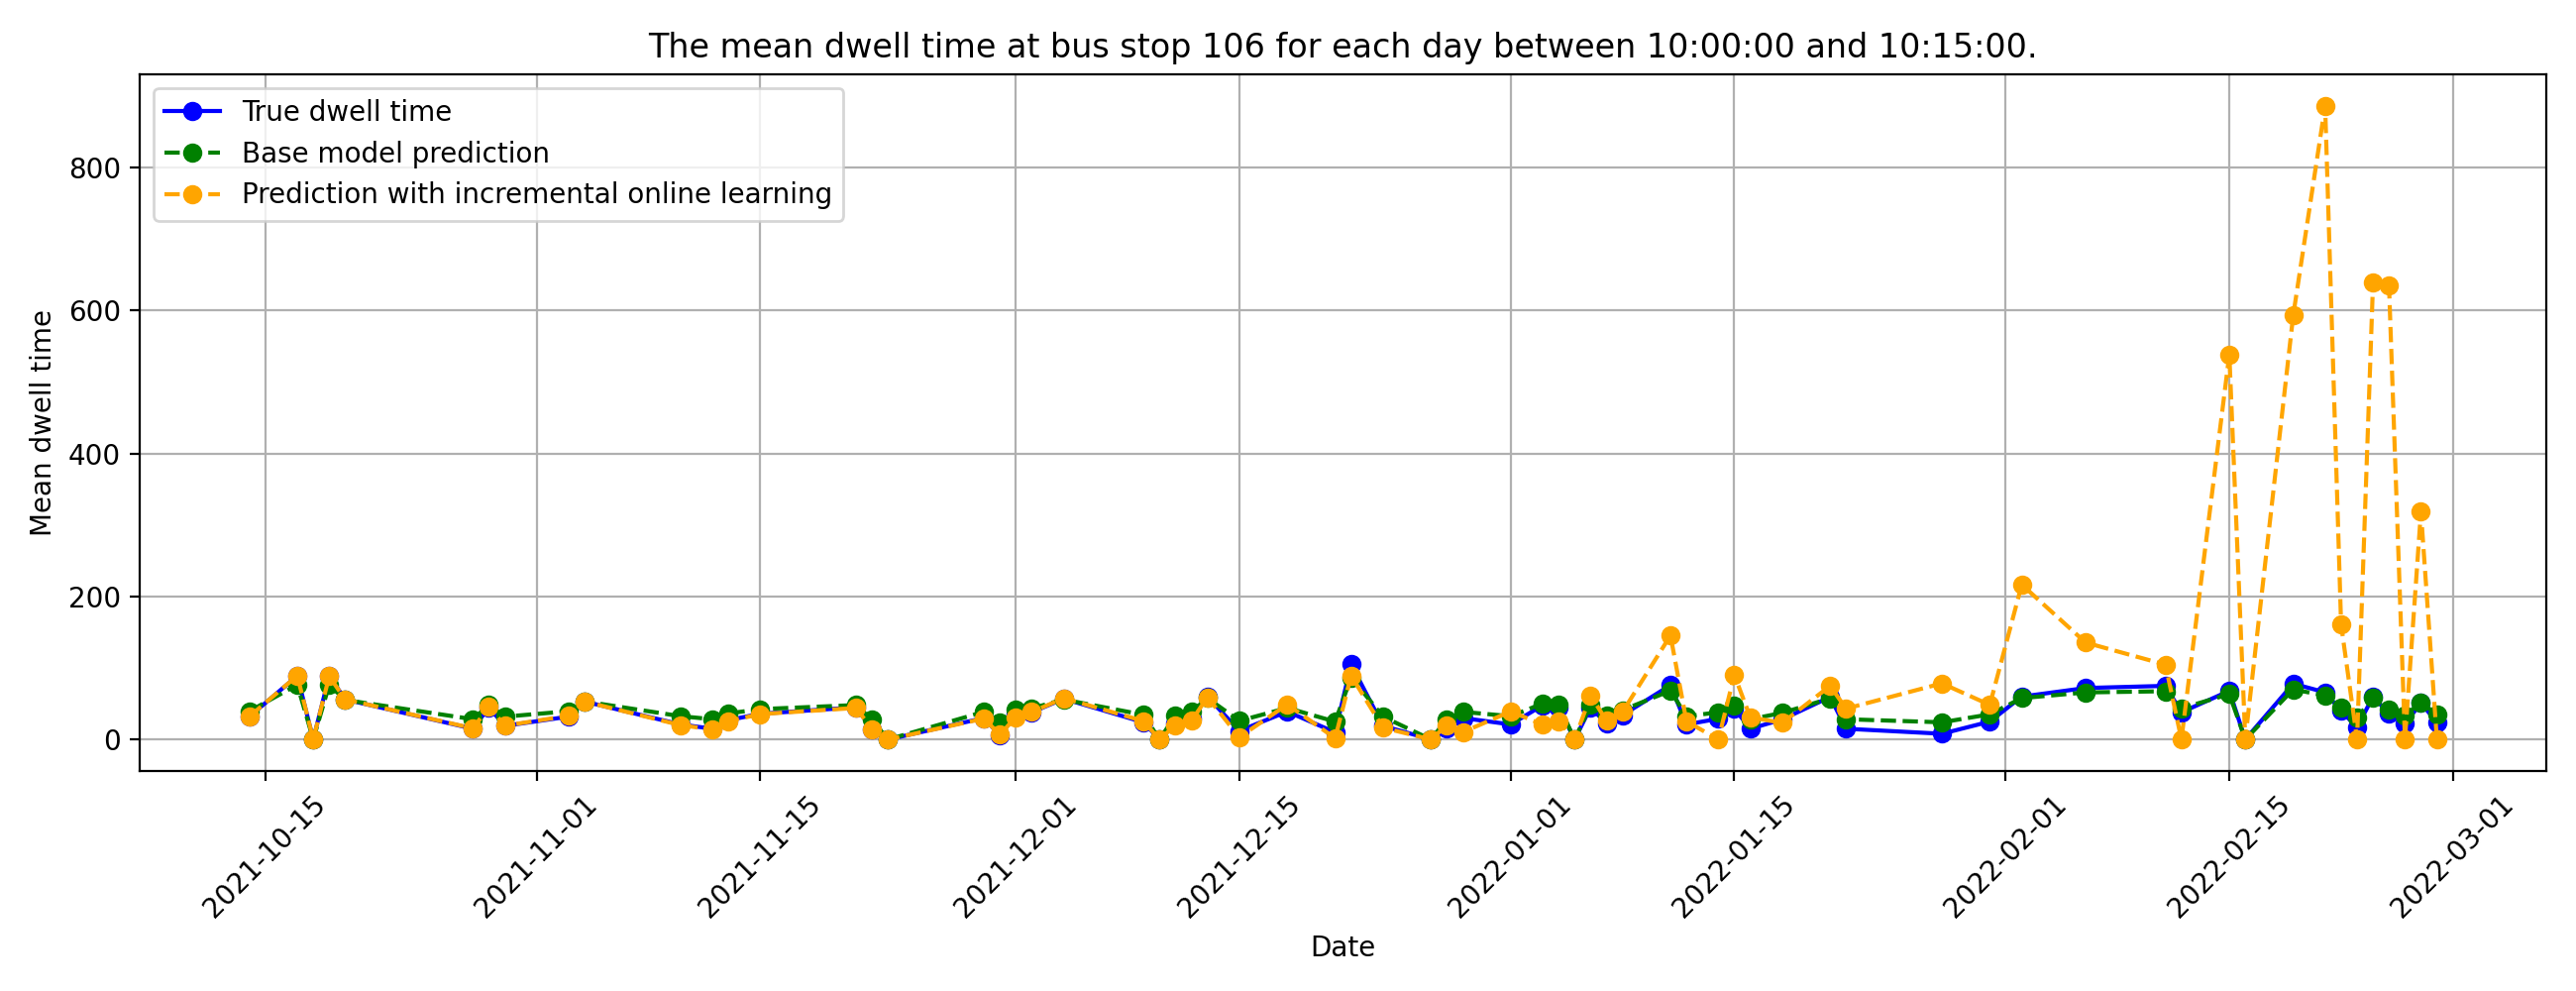 The mean dwell time at bus stop 106 for each day between 10:00:00 and 10:15:00.
True dwell time
Base model prediction
Prediction with incremental online learning
Mean dwell time
800
600
400
200
0
2021-10-15
2021-11-01
2021-11-15
2021-12-01
2021-12-15
2022-01-01
2022-01-15
2022-02-01
2022-02-15
2022-03-01
Date